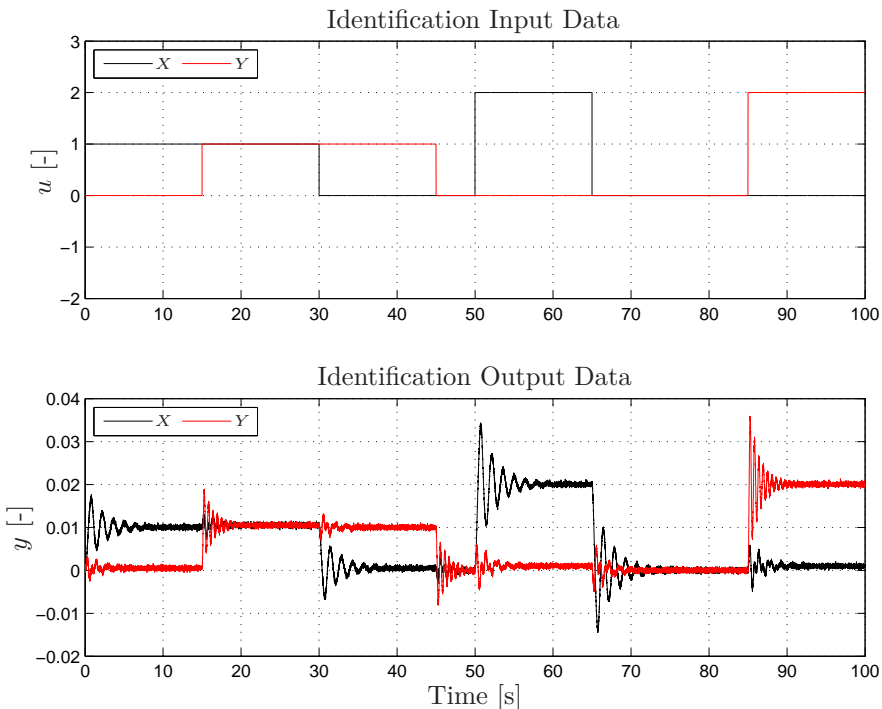 Identification Input Data
3
2
1
0
−1
−2
u [-]
X Y
0 10 20 30 40 50 60 70 80 90 100
Identification Output Data
0.04
0.03
0.02
0.01
0
−0.01
−0.02
y [-]
X Y
0 10 20 30 40 50 60 70 80 90 100
Time [s]